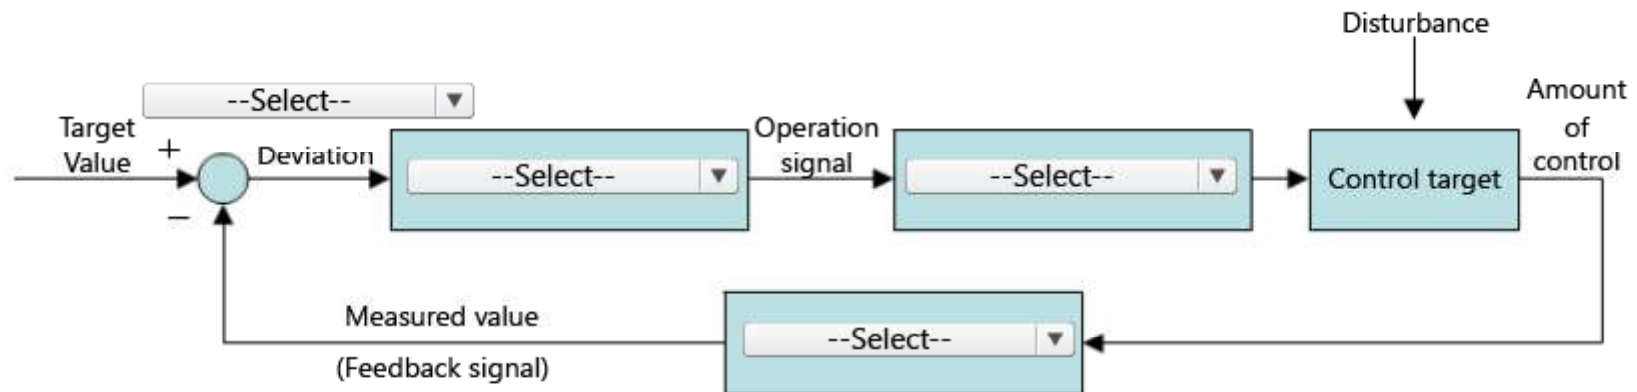 Disturbance
--Select--
Amount
of
control
Target
Value
+
Deviation
--Select--
Operation
signal
--Select--
Control target
−
Measured value
(Feedback signal)
--Select--